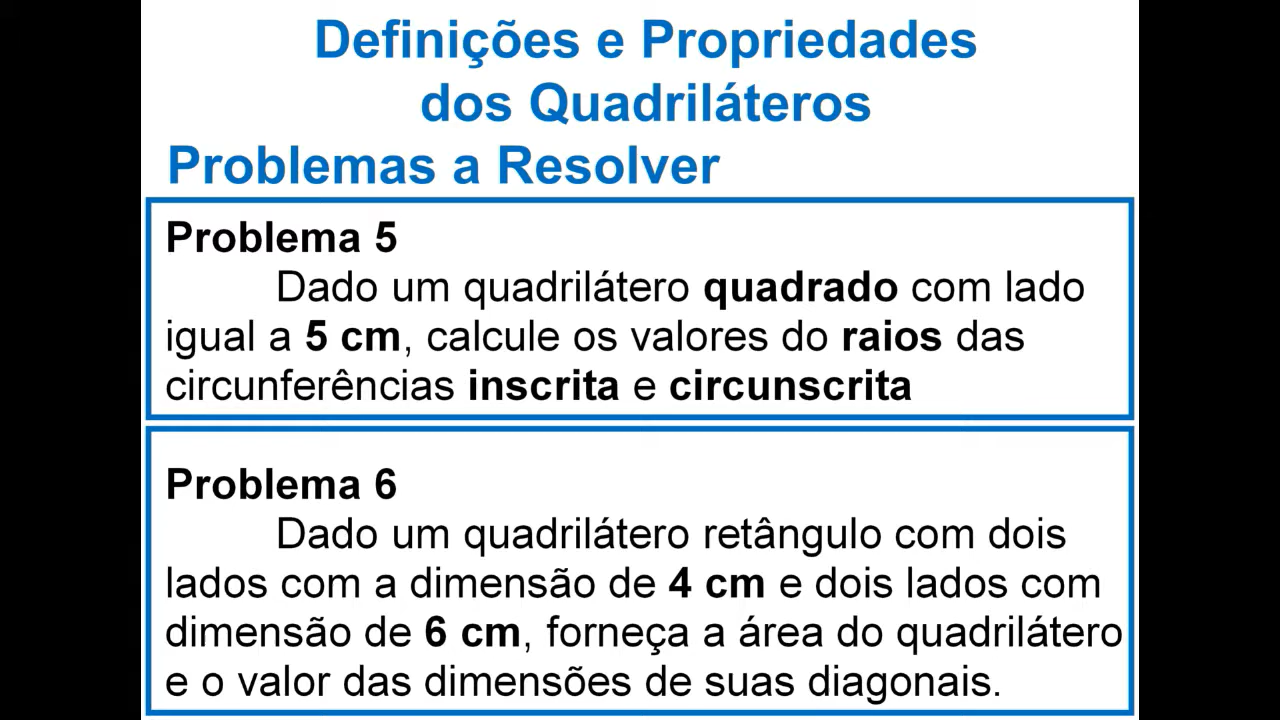 Definições e Propriedades
dos Quadriláteros
Problemas a Resolver
Problema 5
Dado um quadrilátero quadrado com lado
igual a 5 cm, calcule os valores do raios das
circunferências inscrita e circunscrita
Problema 6
Dado um quadrilátero retângulo com dois
lados com a dimensão de 4 cm e dois lados com
dimensão de 6 cm, forneça a área do quadrilátero
e o valor das dimensões de suas diagonais.